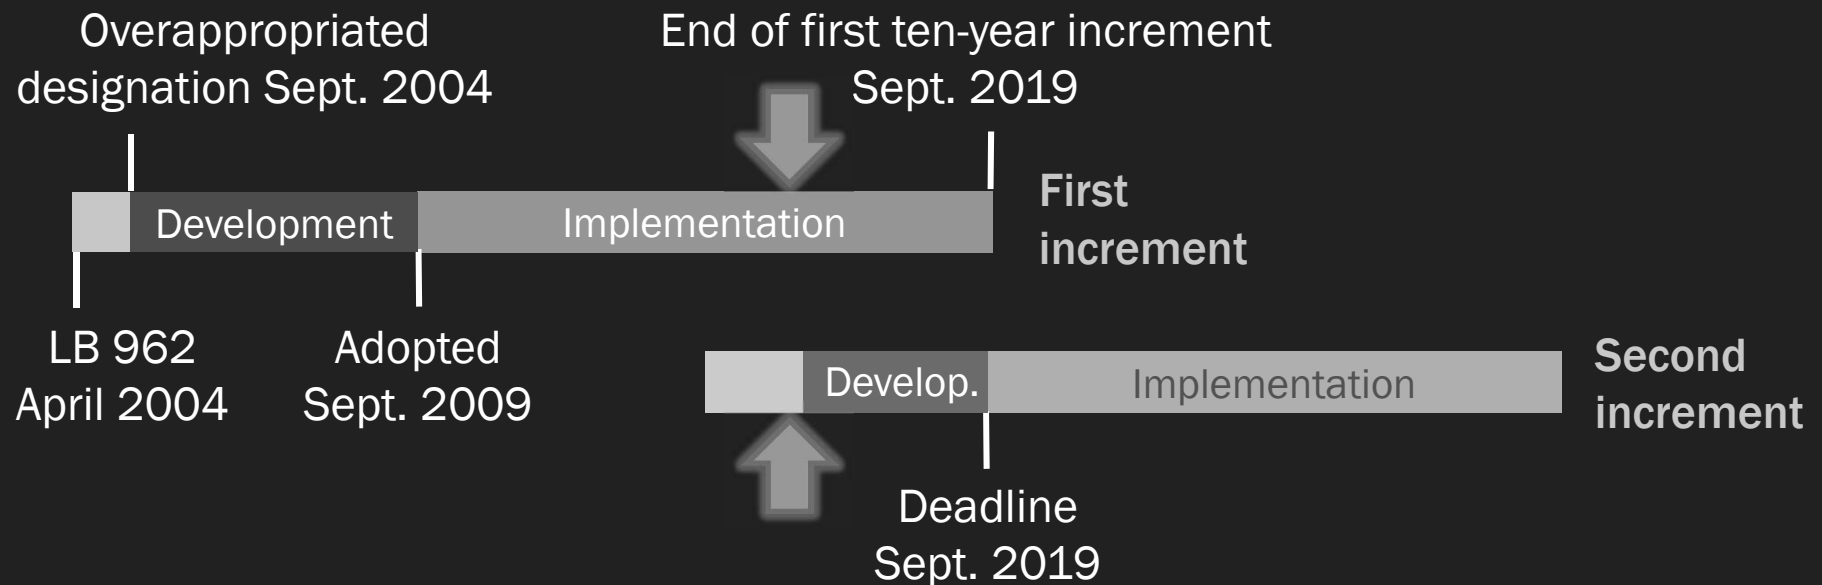 Overappropriated
designation Sept. 2004
End of first ten-year increment
Sept. 2019
Development
Implementation
First
increment
LB 962
April 2004
Adopted
Sept. 2009
Develop.
Implementation
Second
increment
Deadline
Sept. 2019